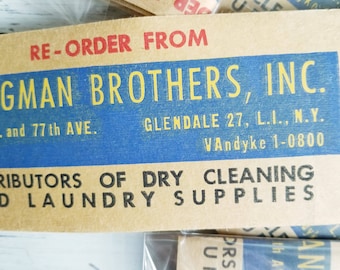 RE-ORDER FROM
GMAN BROTHERS, INC.
. and 77th AVE. GLENDALE 27, L.I., N.Y.
VAndyke 1-0800
RIBUTORS OF DRY CLEANING
D LAUNDRY SUPPLIES